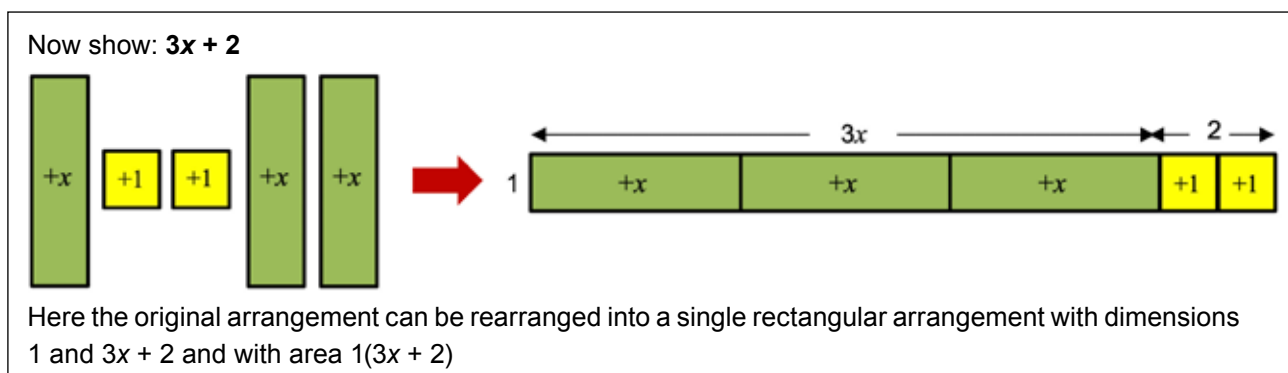 Now show: 3x + 2
3x 2
+x +1 +1 +x +x 1 +x +x +x +1 +1
Here the original arrangement can be rearranged into a single rectangular arrangement with dimensions
1 and 3x + 2 and with area 1(3x + 2)